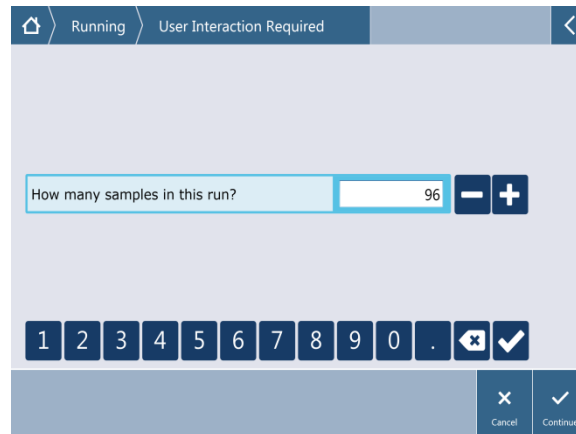 Running User Interaction Required
How many samples in this run? 96
1 2 3 4 5 6 7 8 9 0 .
Cancel Continue